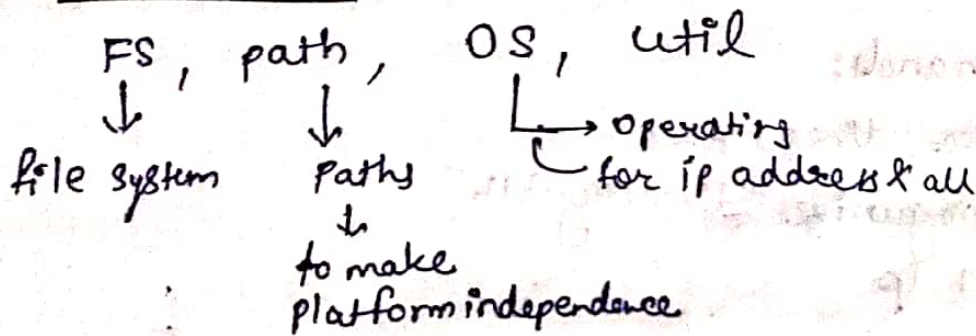 FS, path, OS, util
↓ ↓ → operating
file system Paths for ip address & all
↓
to make
platform independence